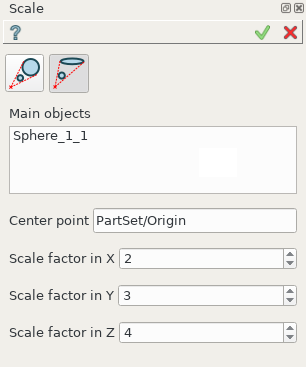 Scale
Main objects
Sphere_1_1
Center point PartSet/Origin
Scale factor in X 2
Scale factor in Y 3
Scale factor in Z 4